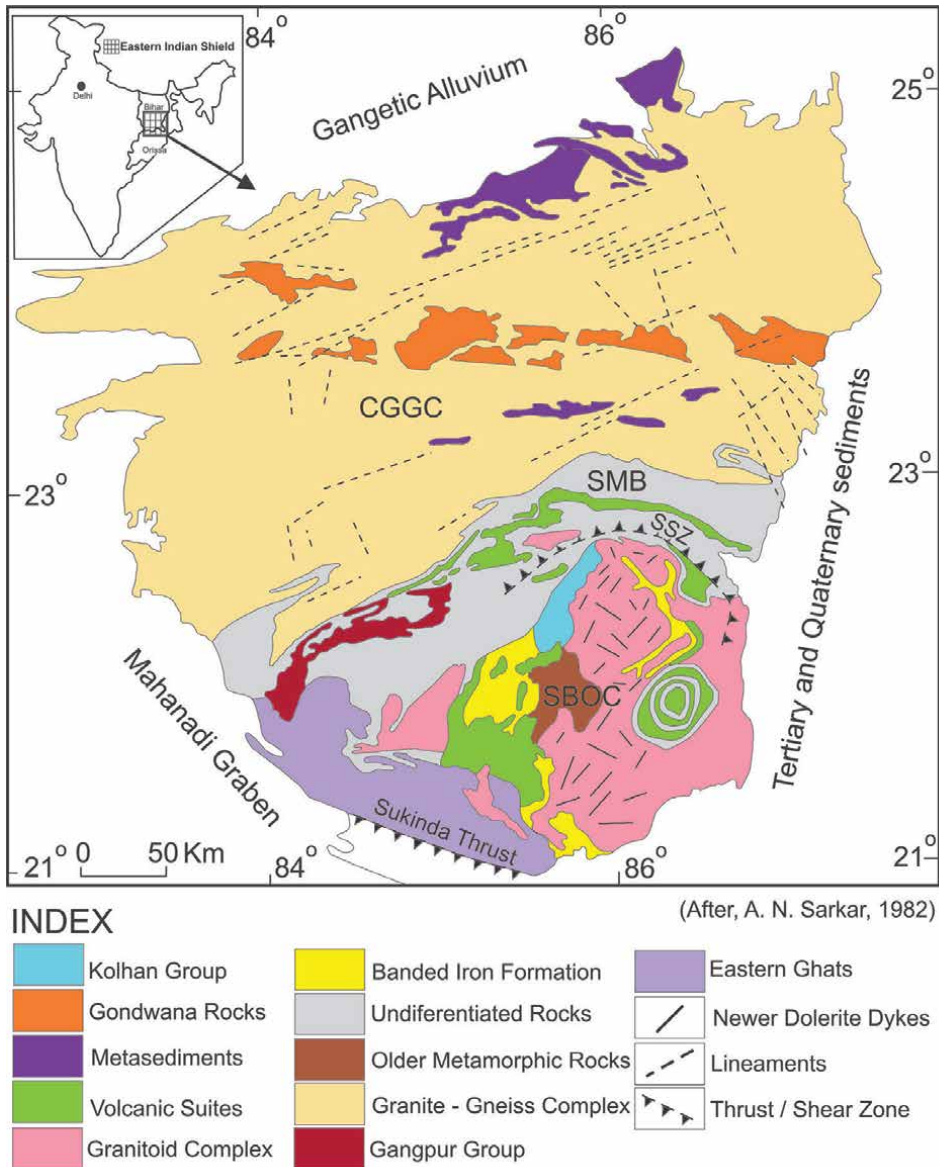 84°
86°
Eastern Indian Shield
Delhi
Bihar
Orissa
Gangetic Alluvium
25°
CGGC
23°
SMB
23°
SSZ
SBOC
Tertiary and Quaternary sediments
Mahanadi Graben
Sukinda Thrust
21°
0
50 Km
84°
86°
21°
INDEX
(After, A. N. Sarkar, 1982)
Kolhan Group
Banded Iron Formation
Eastern Ghats
Gondwana Rocks
Undiferentiated Rocks
Newer Dolerite Dykes
Metasediments
Older Metamorphic Rocks
Lineaments
Volcanic Suites
Granite - Gneiss Complex
Thrust / Shear Zone
Granitoid Complex
Gangpur Group